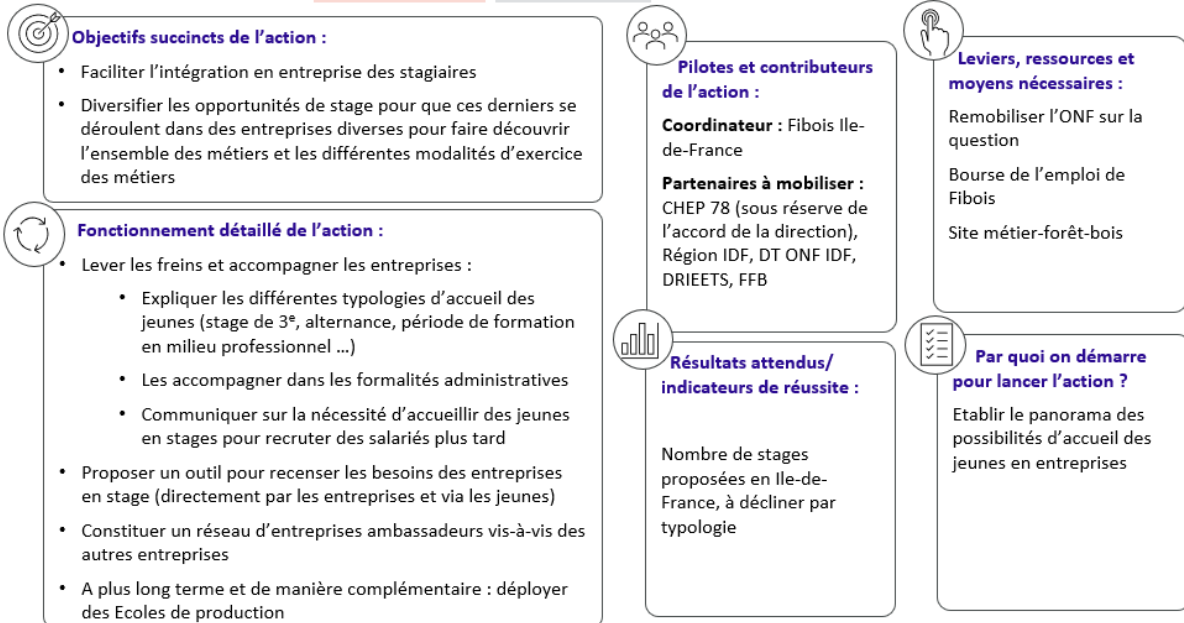 Objectifs succincts de l'action :
• Faciliter l'intégration en entreprise des stagiaires
• Diversifier les opportunités de stage pour que ces derniers se
déroulent dans des entreprises diverses pour faire découvrir
l'ensemble des métiers et les différentes modalités d'exercice
des métiers
Fonctionnement détaillé de l'action :
• Lever les freins et accompagner les entreprises :
• Expliquer les différentes typologies d'accueil des
jeunes (stage de 3e, alternance, période de formation
en milieu professionnel ...)
• Les accompagner dans les formalités administratives
• Communiquer sur la nécessité d'accueillir des jeunes
en stages pour recruter des salariés plus tard
• Proposer un outil pour recenser les besoins des entreprises
en stage (directement par les entreprises et via les jeunes)
• Constituer un réseau d'entreprises ambassadeurs vis-à-vis des
autres entreprises
• A plus long terme et de manière complémentaire : déployer
des Ecoles de production
Pilotes et contributeurs
de l'action :
Coordinateur : Fibois Ile-
de-France
Partenaires à mobiliser :
CHEP 78 (sous réserve de
l'accord de la direction),
Région IDF, DT ONF IDF,
DRIEETS, FFB
Résultats attendus/
indicateurs de réussite :
Nombre de stages
proposées en Ile-de-
France, à décliner par
typologie
Leviers, ressources et
moyens nécessaires :
Remobiliser l'ONF sur la
question
Bourse de l'emploi de
Fibois
Site métier-forêt-bois
Par quoi on démarre
pour lancer l'action ?
Etablir le panorama des
possibilités d'accueil des
jeunes en entreprises